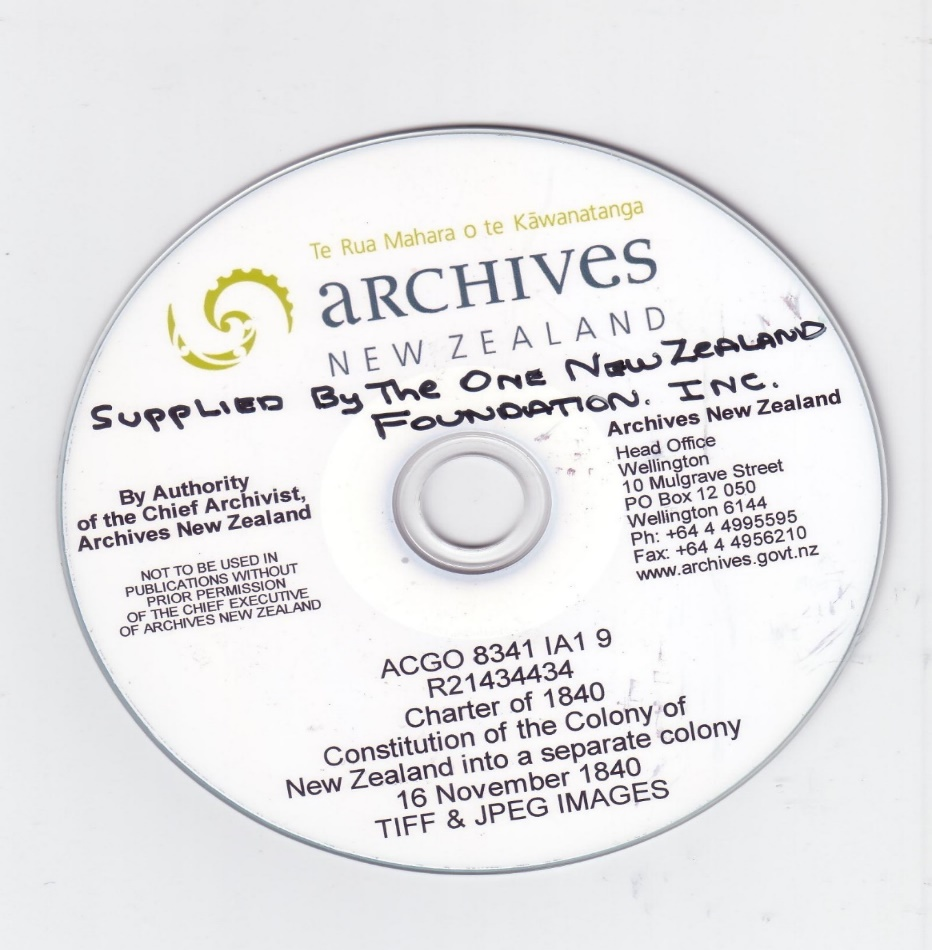 Te Rua Mahara o te Kāwanatanga
aRCHIVes
NEW ZEALAND
SUPPLIED By The ONE NEW ZEALAND
FOUNDATION. INC.
By Authority
of the Chief Archivist,
Archives New Zealand
NOT TO BE USED IN
PUBLICATIONS WITHOUT
PRIOR PERMISSION
OF THE CHIEF EXECUTIVE
OF ARCHIVES NEW ZEALAND
Archives New Zealand
Head Office
Wellington
10 Mulgrave Street
PO Box 12 050
Wellington 6144
Ph: +64 4 4995595
Fax: +64 4 4956210
www.archives.govt.nz
ACGO 8341 IA1 9
R21434434
Charter of 1840
Constitution of the Colony of
New Zealand into a separate colony
16 November 1840
TIFF & JPEG IMAGES